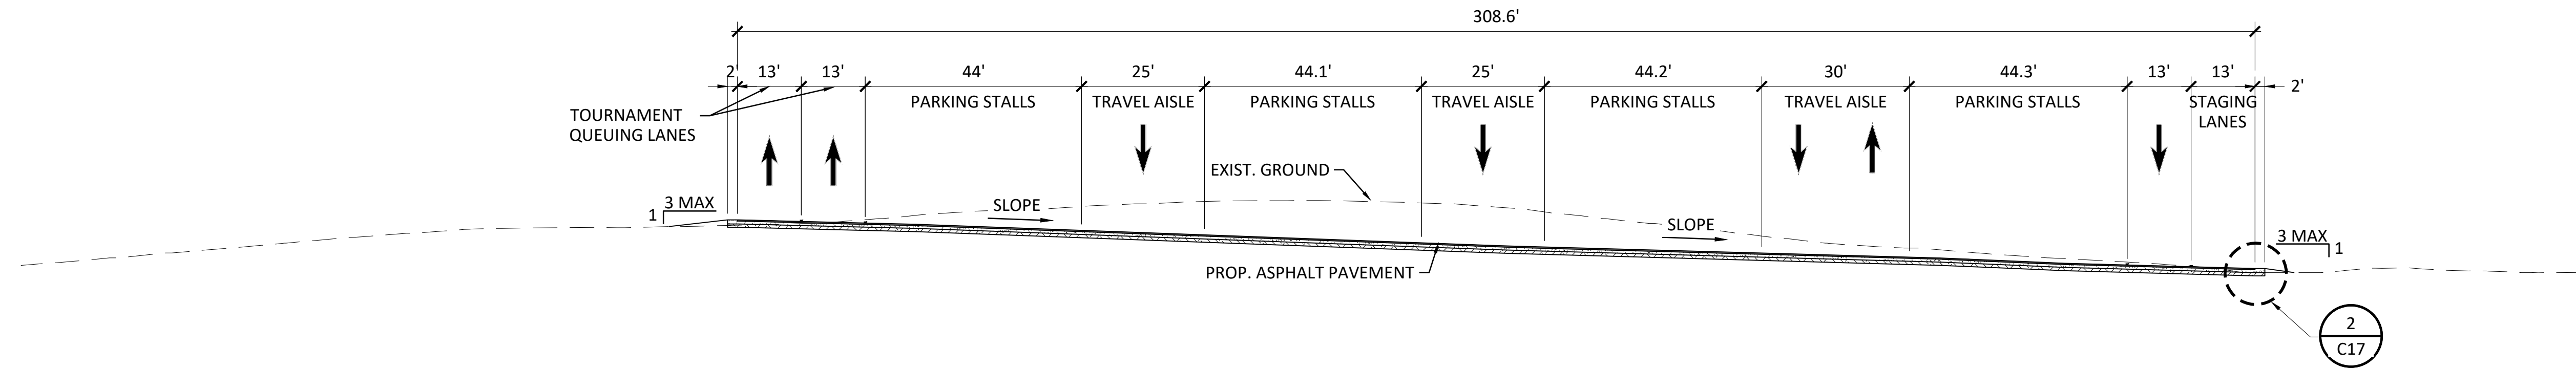 308.6'
2' 13' 13' 44' 25' 44.1' 25' 44.2' 30' 44.3' 13' 13' 2'
TOURNAMENT
QUEUING LANES
PARKING STALLS TRAVEL AISLE PARKING STALLS TRAVEL AISLE PARKING STALLS TRAVEL AISLE PARKING STALLS STAGING
LANES
EXIST. GROUND
3 MAX
1
SLOPE
SLOPE
3 MAX
1
PROP. ASPHALT PAVEMENT
2
C17